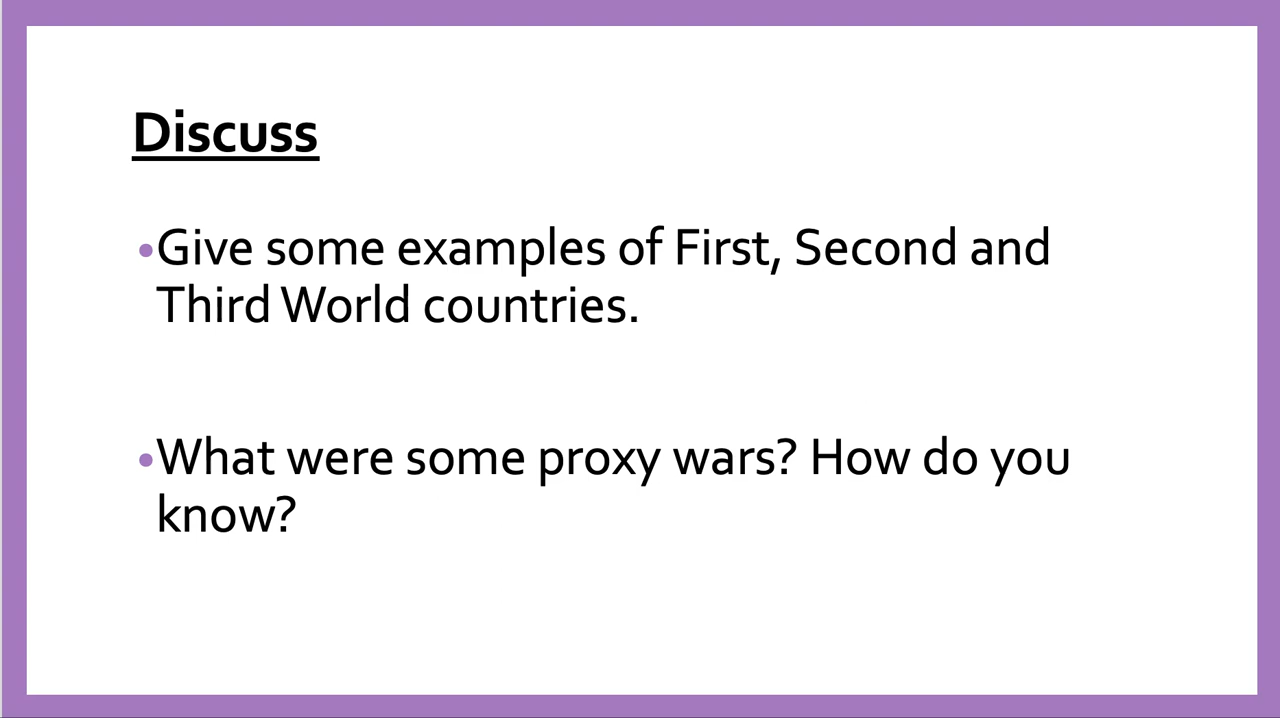 Discuss
•Give some examples of First, Second and
Third World countries.
•What were some proxy wars? How do you
know?